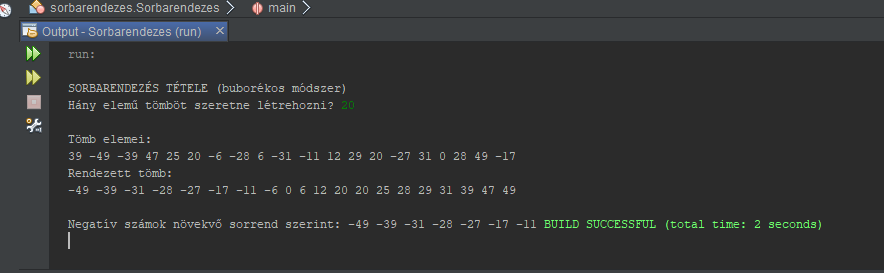 sorbarendezes.Sorbarendezes
main
Output - Sorbarendezes (run)
run:
SORBARENDEZÉS TÉTELE (buborékos módszer)
Hány elemű tömböt szeretne létrehozni? 20
Tömb elemei:
39 -49 -39 47 25 20 -6 -28 6 -31 -11 12 29 20 -27 31 0 28 49 -17
Rendezett tömb:
-49 -39 -31 -28 -27 -17 -11 -6 0 6 12 20 20 25 28 29 31 39 47 49
Negatív számok növekvő sorrend szerint: -49 -39 -31 -28 -27 -17 -11 BUILD SUCCESSFUL (total time: 2 seconds)